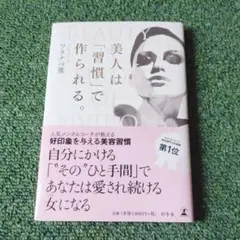 美人は
「習慣」で
作られる。
ワタナベ薫
第1位
人気メンタルコーチが教える
好印象を与える美容習慣
自分にかける
「〝その〟ひと手間」で
あなたは愛され続ける
女になる
幻冬舎